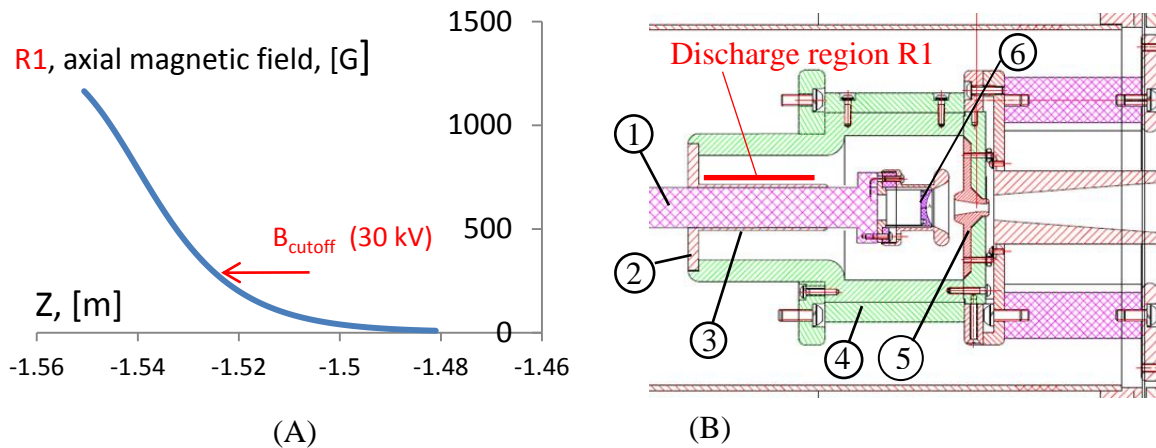 1500
R1, axial magnetic field, [G]
1000
500
B_cutoff (30 kV)
Z, [m]
0
-1.56
-1.54
-1.52
-1.5
-1.48
-1.46
(A)
Discharge region R1
6
1
2
3
4
5
(B)